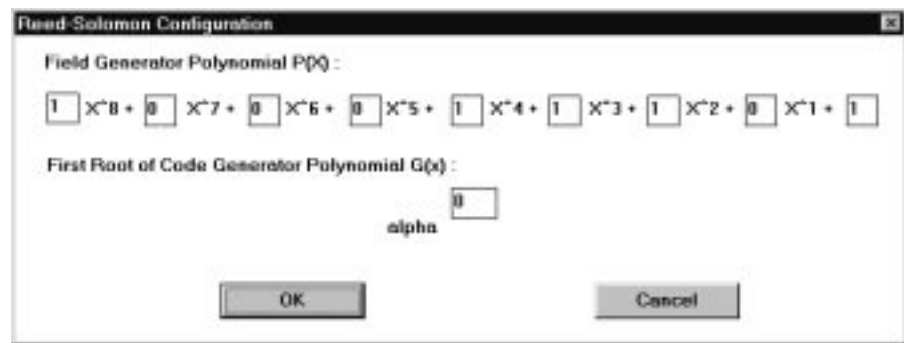 Reed-Solomon Configuration
Field Generator Polynomial P(X) :
1 X^8 + 0 X^7 + 0 X^6 + 0 X^5 + 1 X^4 + 1 X^3 + 1 X^2 + 0 X^1 + 1
First Root of Code Generator Polynomial G(x) :
0
alpha
OK Cancel